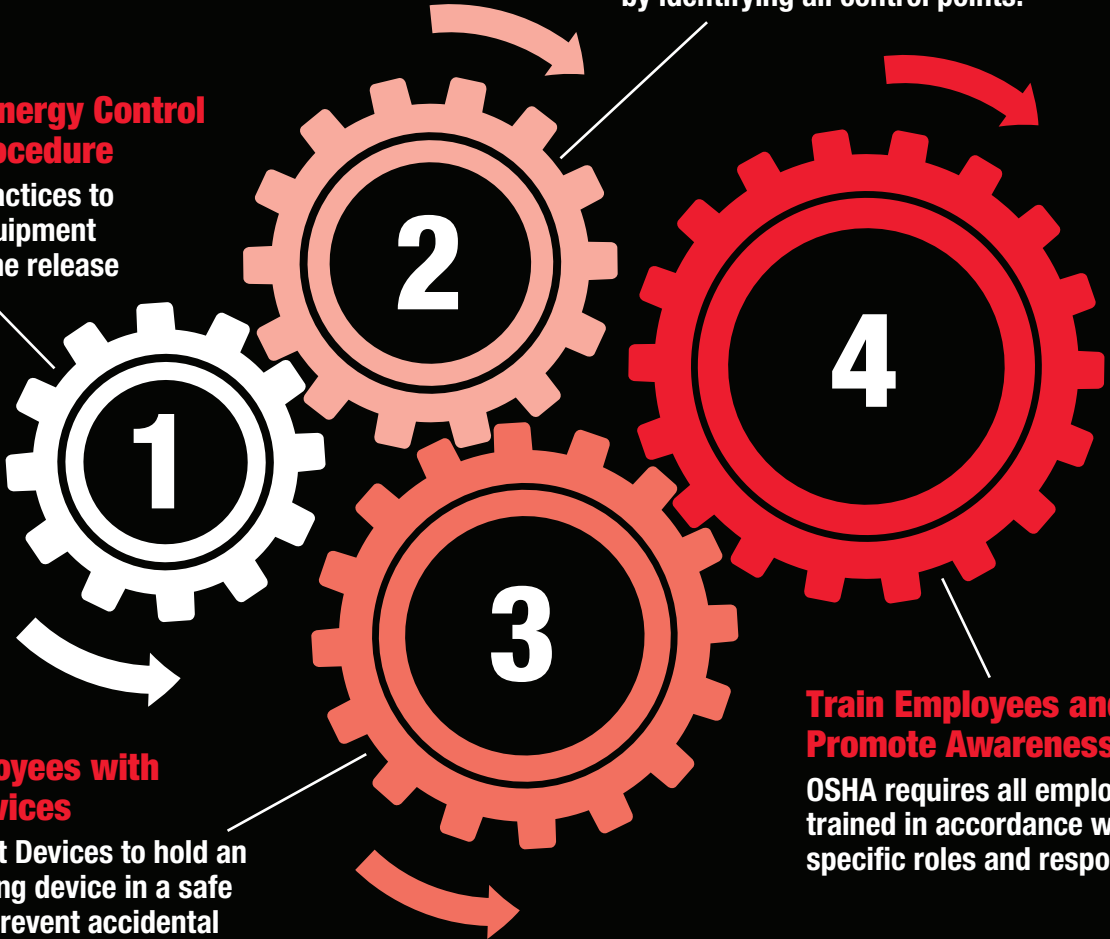 by identifying all control points.
nergy Control
ocedure
actices to
uipment
ne release
2
4
1
3
oyees with
vices
t Devices to hold an
ng device in a safe
revent accidental
Train Employees an
Promote Awareness
OSHA requires all emplo
trained in accordance w
specific roles and respo